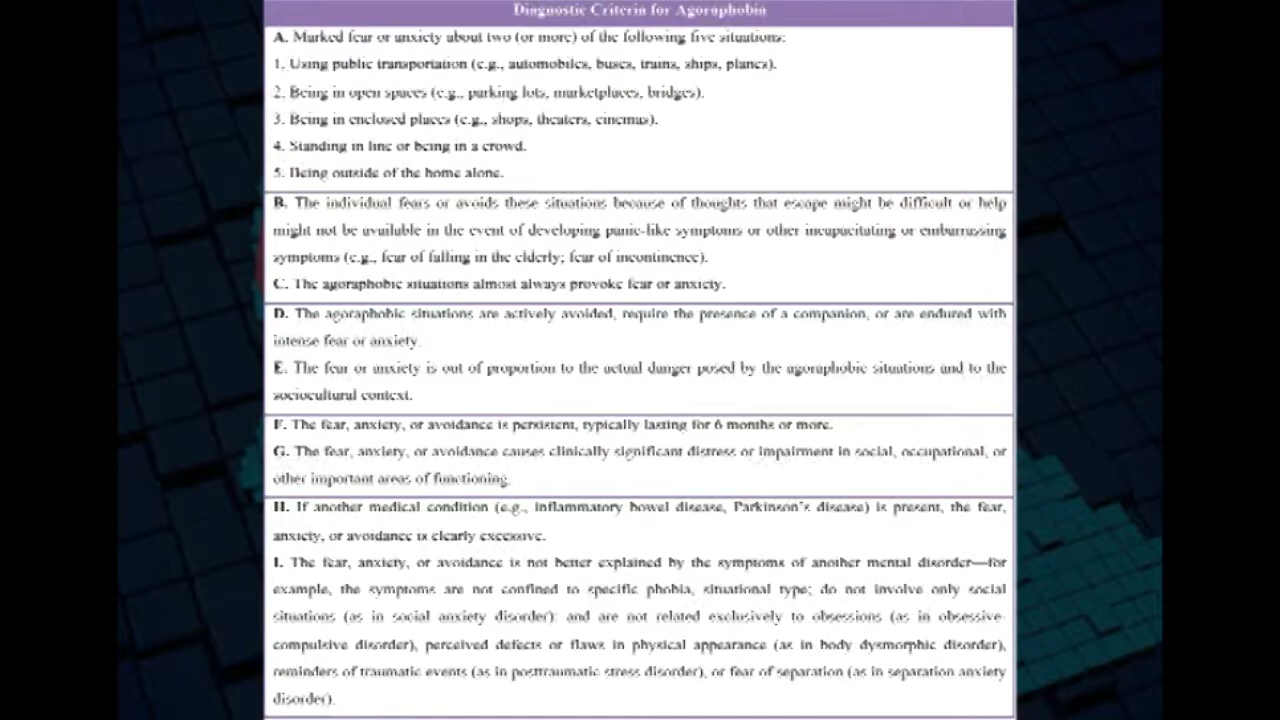 Diagnostic Criteria for Agoraphobia
A. Marked fear or anxiety about two (or more) of the following five situations:
1. Using public transportation (e.g., automobiles, buses, trains, ships, planes).
2. Being in open spaces (e.g., parking lots, marketplaces, bridges).
3. Being in enclosed places (e.g., shops, theaters, cinemas).
4. Standing in line or being in a crowd.
5. Being outside of the home alone.
B. The individual fears or avoids these situations because of thoughts that escape might be difficult or help
might not be available in the event of developing panic-like symptoms or other incapacitating or embarrassing
symptoms (e.g., fear of falling in the elderly; fear of incontinence).
C. The agoraphobic situations almost always provoke fear or anxiety.
D. The agoraphobic situations are actively avoided, require the presence of a companion, or are endured with
intense fear or anxiety.
E. The fear or anxiety is out of proportion to the actual danger posed by the agoraphobic situations and to the
sociocultural context.
F. The fear, anxiety, or avoidance is persistent, typically lasting for 6 months or more.
G. The fear, anxiety, or avoidance causes clinically significant distress or impairment in social, occupational, or
other important areas of functioning.
H. If another medical condition (e.g., inflammatory bowel disease, Parkinson's disease) is present, the fear,
anxiety, or avoidance is clearly excessive.
I. The fear, anxiety, or avoidance is not better explained by the symptoms of another mental disorder—for
example, the symptoms are not confined to specific phobia, situational type; do not involve only social
situations (as in social anxiety disorder): and are not related exclusively to obsessions (as in obsessive-
compulsive disorder), perceived defects or flaws in physical appearance (as in body dysmorphic disorder),
reminders of traumatic events (as in posttraumatic stress disorder), or fear of separation (as in separation anxiety
disorder).